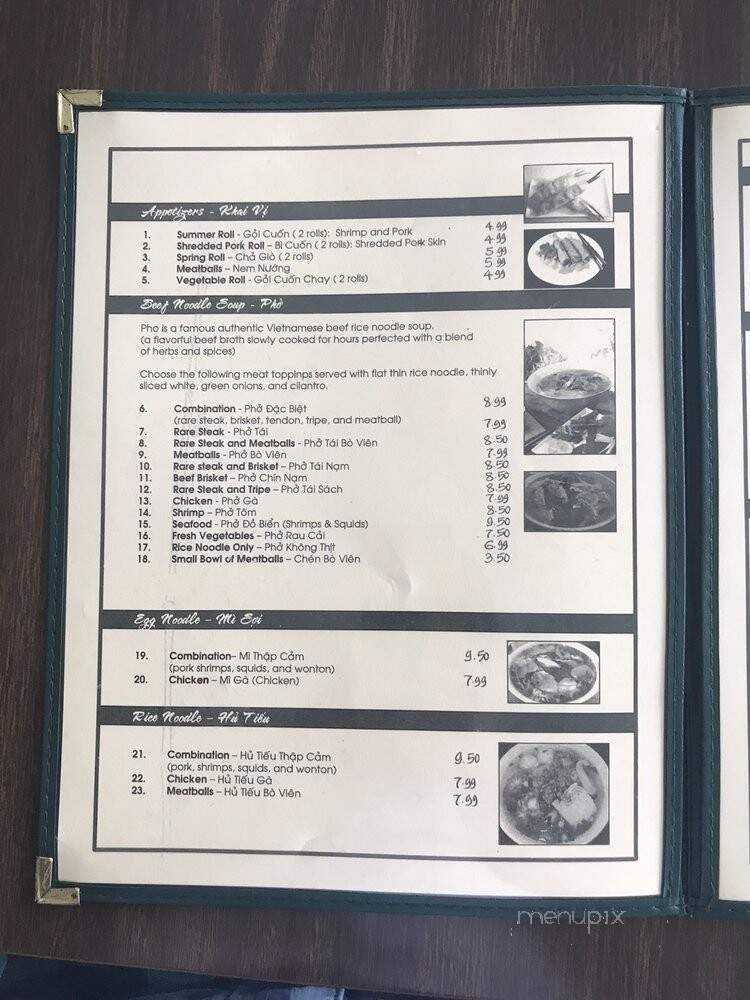 Appetizers - Khai Vị
1. Summer Roll - Gỏi Cuốn ( 2 rolls): Shrimp and Pork 4.99
2. Shredded Pork Roll – Bì Cuốn ( 2 rolls): Shredded Pork Skin 4.99
3. Spring Roll – Chả Giò ( 2 rolls) 5.99
4. Meatballs – Nem Nướng 5.99
5. Vegetable Roll - Gỏi Cuốn Chay ( 2 rolls) 4.99
Beef Noodle Soup - Phở
Pho is a famous authentic Vietnamese beef rice noodle soup.
(a flavorful beef broth slowly cooked for hours perfected with a blend
of herbs and spices)
Choose the following meat toppinps served with flat thin rice noodle, thinly
sliced white, green onions, and cilantro.
6. Combination - Phở Đặc Biệt 8.99
(rare steak, brisket, tendon, tripe, and meatball)
7. Rare Steak - Phở Tái 7.99
8. Rare Steak and Meatballs - Phở Tái Bò Viên 8.50
9. Meatballs - Phở Bò Viên 7.99
10. Rare steak and Brisket – Phở Tái Nạm 8.50
11. Beef Brisket – Phở Chín Nạm 8.50
12. Rare Steak and Tripe – Phở Tái Sách 8.50
13. Chicken - Phở Gà 7.99
14. Shrimp – Phở Tôm 8.50
15. Seafood - Phở Đồ Biển (Shrimps & Squids) 9.50
16. Fresh Vegetables – Phở Rau Cải 7.50
17. Rice Noodle Only – Phở Không Thịt 6.99
18. Small Bowl of Meatballs – Chén Bò Viên 3.50
Egg Noodle - Mì Sợi
19. Combination– Mì Thập Cẩm 9.50
(pork shrimps, squids, and wonton)
20. Chicken – Mì Gà (Chicken) 7.99
Rice Noodle – Hủ Tiếu
21. Combination – Hủ Tiếu Thập Cẩm 9.50
(pork, shrimps, squids, and wonton)
22. Chicken – Hủ Tiếu Gà 7.99
23. Meatballs – Hủ Tiếu Bò Viên 7.99
menupix